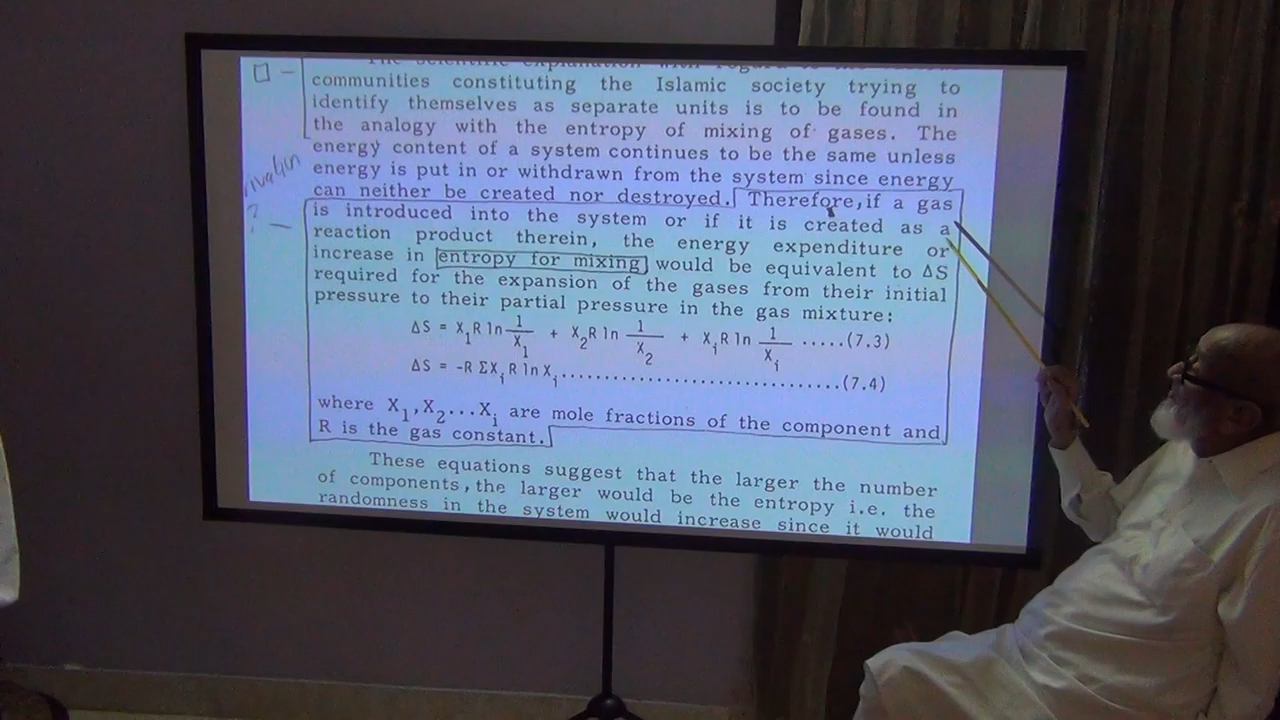 The scientific explanation with regard to
communities constituting the Islamic society trying to
identify themselves as separate units is to be found in
the analogy with the entropy of mixing of gases. The
energy content of a system continues to be the same unless
energy is put in or withdrawn from the system since energy
can neither be created nor destroyed. Therefore, if a gas
is introduced into the system or if it is created as a
reaction product therein, the energy expenditure or
increase in entropy for mixing would be equivalent to ΔS
required for the expansion of the gases from their initial
pressure to their partial pressure in the gas mixture:
ΔS = X₁R ln 1/X₁ + X₂R ln 1/X₂ + XᵢR ln 1/Xᵢ .....(7.3)
ΔS = -R ΣXᵢR ln Xᵢ................................(7.4)
where X₁,X₂...Xᵢ are mole fractions of the component and
R is the gas constant.
These equations suggest that the larger the number
of components, the larger would be the entropy i.e. the
randomness in the system would increase since it would